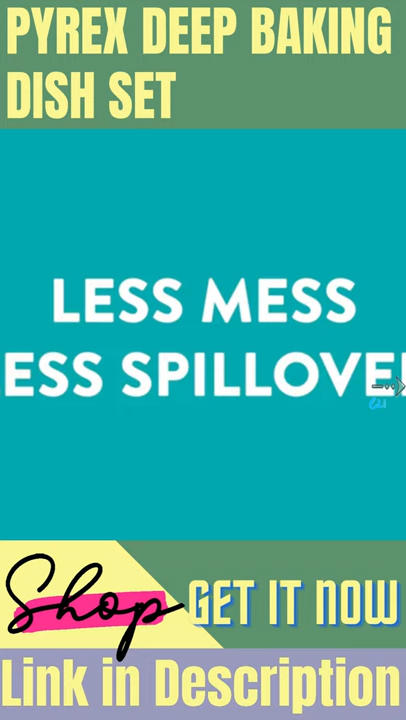 PYREX DEEP BAKING
DISH SET
LESS MESS
ESS SPILLOVE
Shop
GET IT NOW
Link in Description